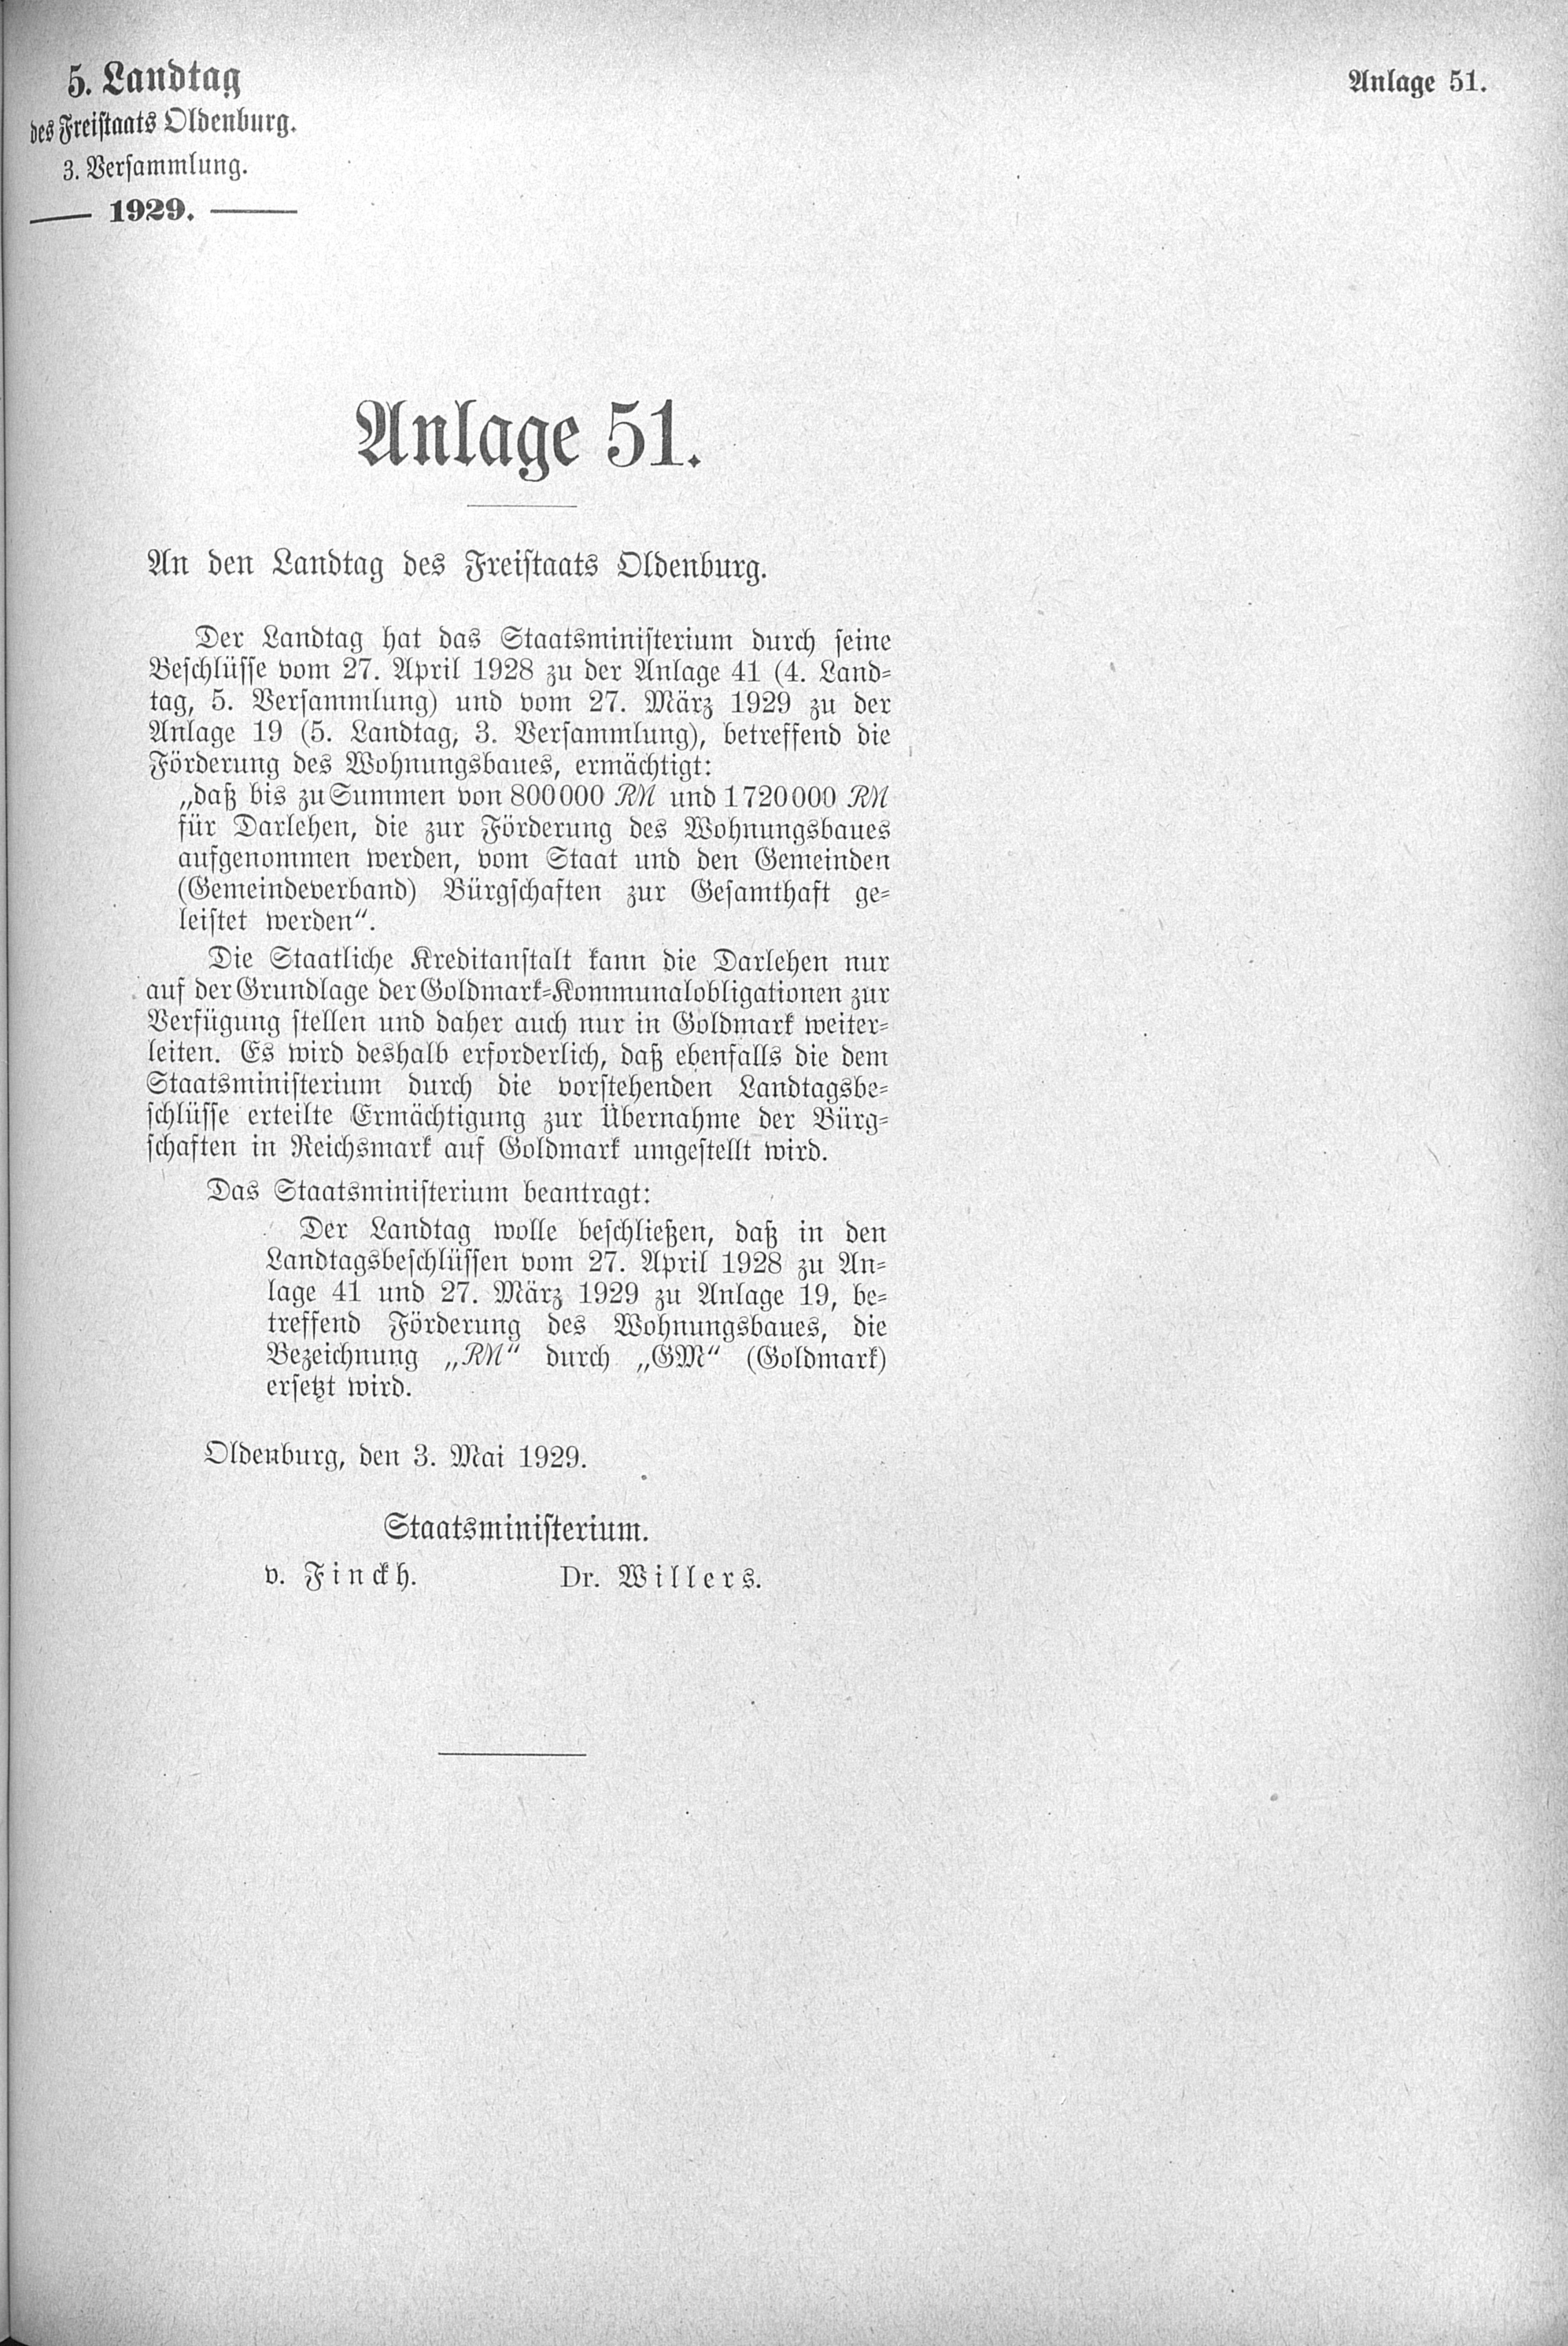 5. Landtag
des Freistaats Oldenburg.
3. Versammlung.
1929.
Anlage 51.
Anlage 51.
An den Landtag des Freistaats Oldenburg.
Der Landtag hat das Staatsministerium durch seine
Beschlüsse vom 27. April 1928 zu der Anlage 41 (4. Land-
tag, 5. Versammlung) und vom 27. März 1929 zu der
Anlage 19 (5. Landtag, 3. Versammlung), betreffend die
Förderung des Wohnungsbaues, ermächtigt:
„daß bis zu Summen von 800000 RM und 1720000 RM
für Darlehen, die zur Förderung des Wohnungsbaues
aufgenommen werden, vom Staat und den Gemeinden
(Gemeindeverband) Bürgschaften zur Gesamthaft ge-
leistet werden“.
Die Staatliche Kreditanstalt kann die Darlehen nur
auf der Grundlage der Goldmark-Kommunalobligationen zur
Verfügung stellen und daher auch nur in Goldmark weiter-
leiten. Es wird deshalb erforderlich, daß ebenfalls die dem
Staatsministerium durch die vorstehenden Landtagsbe-
schlüsse erteilte Ermächtigung zur Übernahme der Bürg-
schaften in Reichsmark auf Goldmark umgestellt wird.
Das Staatsministerium beantragt:
Der Landtag wolle beschließen, daß in den
Landtagsbeschlüssen vom 27. April 1928 zu An-
lage 41 und 27. März 1929 zu Anlage 19, be-
treffend Förderung des Wohnungsbaues, die
Bezeichnung „RM“ durch „GM“ (Goldmark)
ersetzt wird.
Oldenburg, den 3. Mai 1929.
Staatsministerium.
v. Finckh. Dr. Willers.